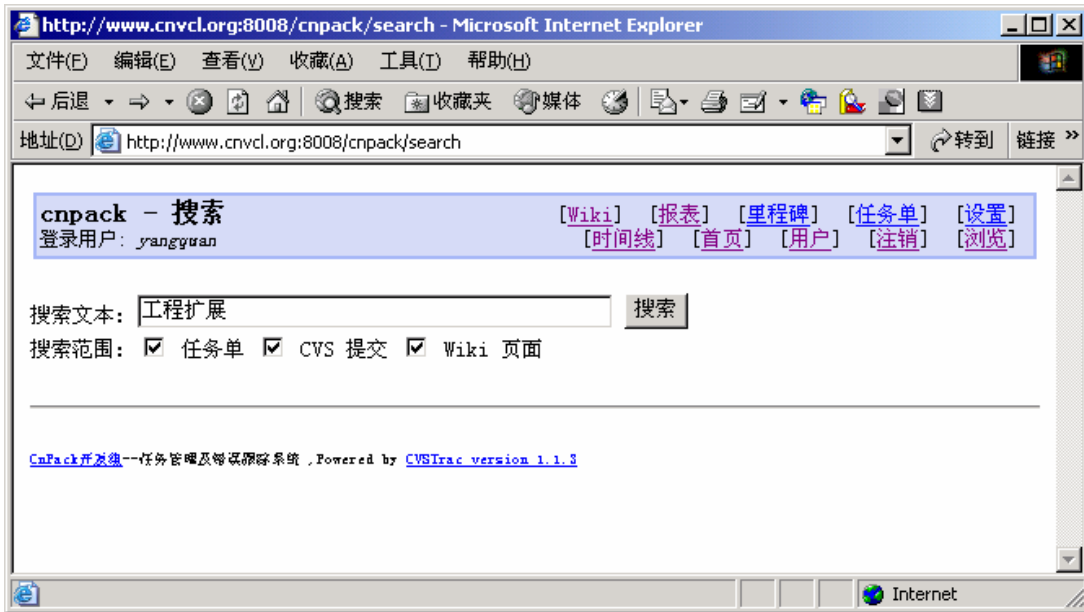 http://www.cnvcl.org:8008/cnpack/search - Microsoft Internet Explorer
文件(F) 编辑(E) 查看(V) 收藏(A) 工具(T) 帮助(H)
后退 搜索 收藏夹 媒体
地址(D) http://www.cnvcl.org:8008/cnpack/search 转到 链接 »
cnpack - 搜索 [Wiki] [报表] [里程碑] [任务单] [设置]
登录用户: yangyuan [时间线] [首页] [用户] [注销] [浏览]
搜索文本: 工程扩展 搜索
搜索范围: 任务单 CVS 提交 Wiki 页面
CnPack开发组--任务管理及错误跟踪系统 ,Powered by CVSTrac version 1.1.3
Internet